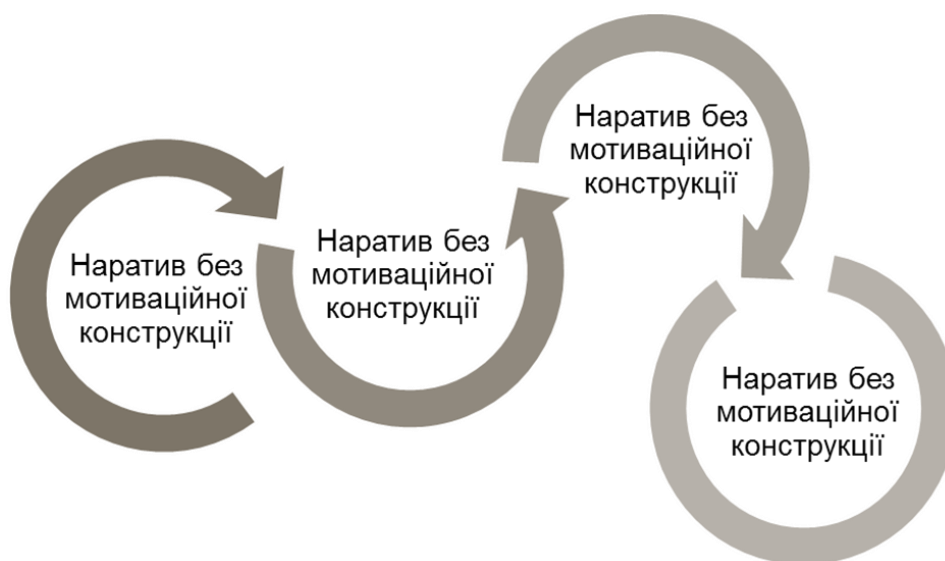 Наратив без
мотиваційної
конструкції
Наратив без
мотиваційної
конструкції
Наратив без
мотиваційної
конструкції
Наратив без
мотиваційної
конструкції